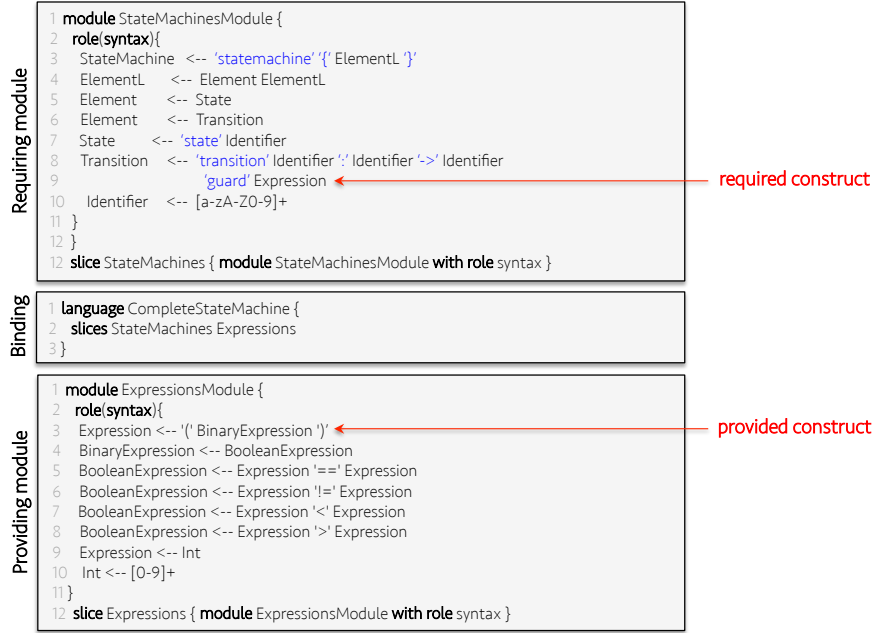 Requiring module
1 module StateMachinesModule {
2 role(syntax){
3 StateMachine <-- ‘statemachine’ ‘{‘ ElementL ‘}’
4 ElementL <-- Element ElementL
5 Element <-- State
6 Element <-- Transition
7 State <-- ‘state’ Identifier
8 Transition <-- ‘transition’ Identifier ‘:’ Identifier ‘->’ Identifier
9 ‘guard’ Expression
required construct
10 Identifier <-- [a-zA-Z0-9]+
11 }
12 }
12 slice StateMachines { module StateMachinesModule with role syntax }
Binding
1 language CompleteStateMachine {
2 slices StateMachines Expressions
3 }
Providing module
1 module ExpressionsModule {
2 role(syntax){
3 Expression <-- '(' BinaryExpression ')’
provided construct
4 BinaryExpression <-- BooleanExpression
5 BooleanExpression <-- Expression '==' Expression
6 BooleanExpression <-- Expression '!=' Expression
7 BooleanExpression <-- Expression '<' Expression
8 BooleanExpression <-- Expression '>' Expression
9 Expression <-- Int
10 Int <-- [0-9]+
11 }
12 slice Expressions { module ExpressionsModule with role syntax }